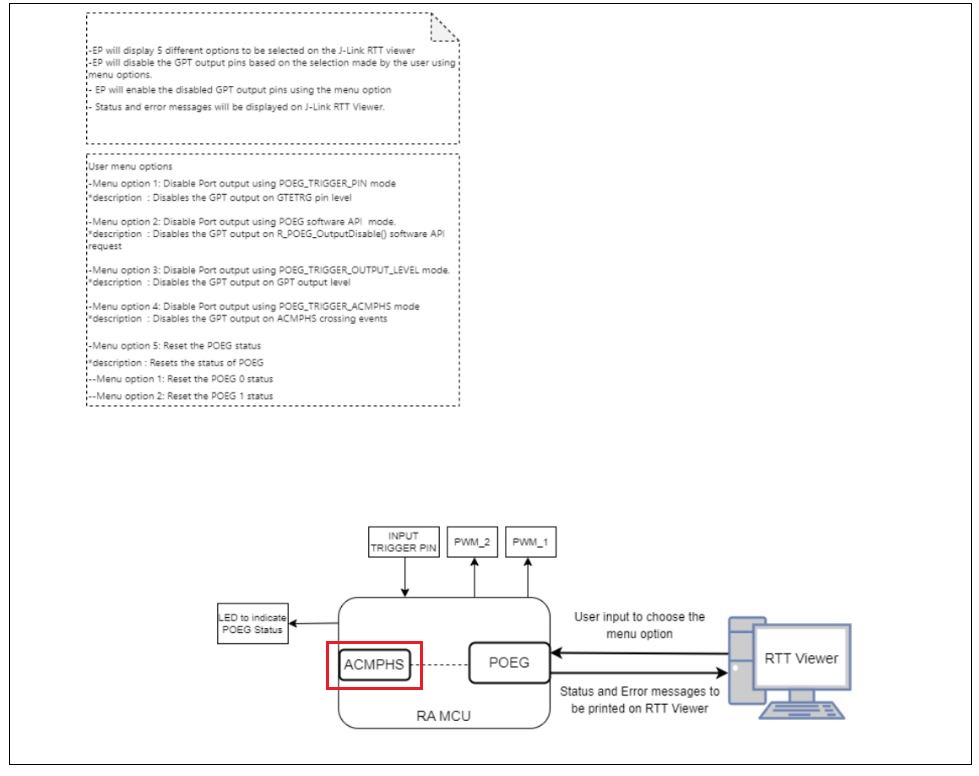 -EP will display 5 different options to be selected on the J-Link RTT viewer
-EP will disable the GPT output pins based on the selection made by the user using
menu options.
- EP will enable the disabled GPT output pins using the menu option
- Status and error messages will be displayed on J-Link RTT Viewer.
User menu options
-Menu option 1: Disable Port output using POEG_TRIGGER_PIN mode
*description : Disables the GPT output on GTETRG pin level
-Menu option 2: Disable Port output using POEG software API mode.
*description : Disables the GPT output on R_POEG_OutputDisable() software API
request
-Menu option 3: Disable Port output using POEG_TRIGGER_OUTPUT_LEVEL mode.
*description : Disables the GPT output on GPT output level
-Menu option 4: Disable Port output using POEG_TRIGGER_ACMPHS mode
*description : Disables the GPT output on ACMPHS crossing events
-Menu option 5: Reset the POEG status
*description : Resets the status of POEG
--Menu option 1: Reset the POEG 0 status
--Menu option 2: Reset the POEG 1 status
INPUT
TRIGGER PIN
PWM_2
PWM_1
LED to indicate
POEG Status
ACMPHS
POEG
RA MCU
User input to choose the
menu option
Status and Error messages to
be printed on RTT Viewer
RTT Viewer